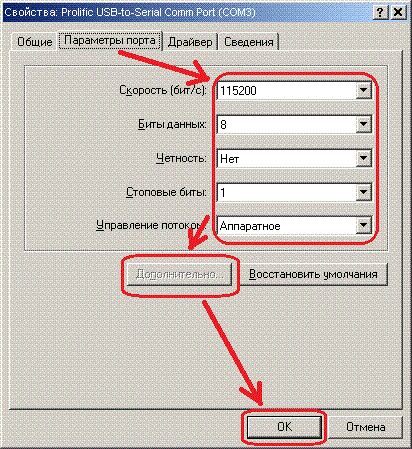 Свойства: Prolific USB-to-Serial Comm Port (COM3)
Общие Параметры порта Драйвер Сведения
Скорость (бит/с): 115200
Биты данных: 8
Четность: Нет
Стоповые биты: 1
Управление потоком: Аппаратное
Дополнительно... Восстановить умолчания
OK Отмена